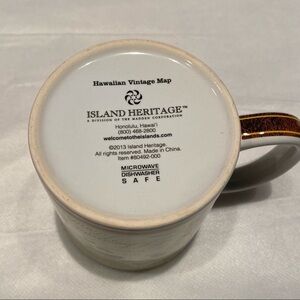 Hawaiian Vintage Map
ISLAND HERITAGE™
A DIVISION OF THE MADDEN CORPORATION
Honolulu, Hawai'i
(800) 468-2800
welcometotheislands.com
©2013 Island Heritage.
All rights reserved. Made in China.
Item #80492-000
MICROWAVE
DISHWASHER
SAFE